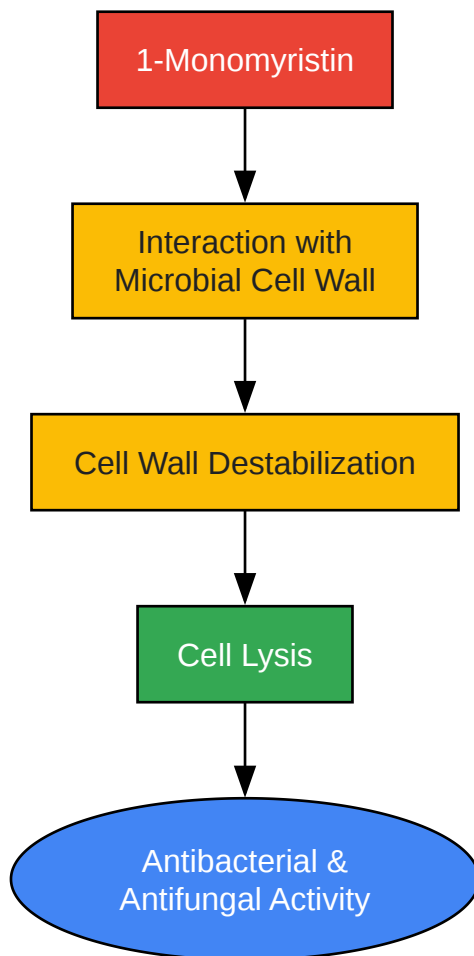 1-Monomyristin
Interaction with
Microbial Cell Wall
Cell Wall Destabilization
Cell Lysis
Antibacterial &
Antifungal Activity